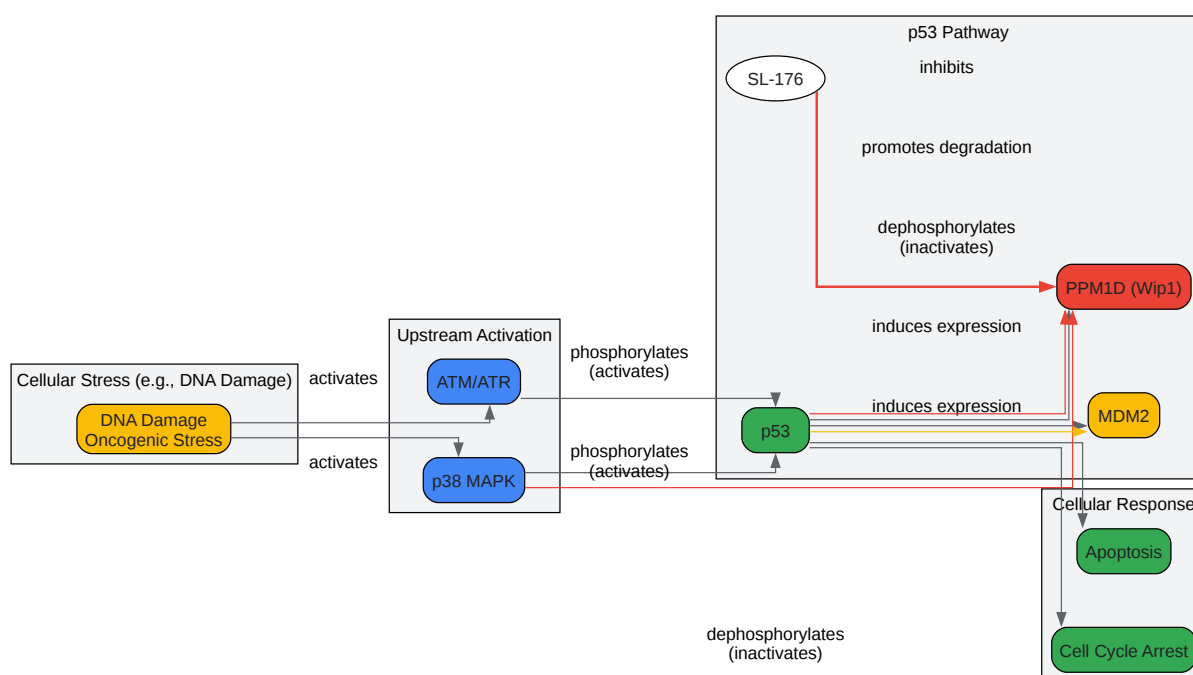 p53 Pathway
inhibits
SL-176
promotes degradation
dephosphorylates
(inactivates)
PPM1D (Wip1)
induces expression
Upstream Activation
phosphorylates
(activates)
Cellular Stress (e.g., DNA Damage)
activates
ATM/ATR
induces expression
MDM2
DNA Damage
Oncogenic Stress
p53
activates
phosphorylates
(activates)
p38 MAPK
Cellular Response
Apoptosis
dephosphorylates
(inactivates)
Cell Cycle Arrest